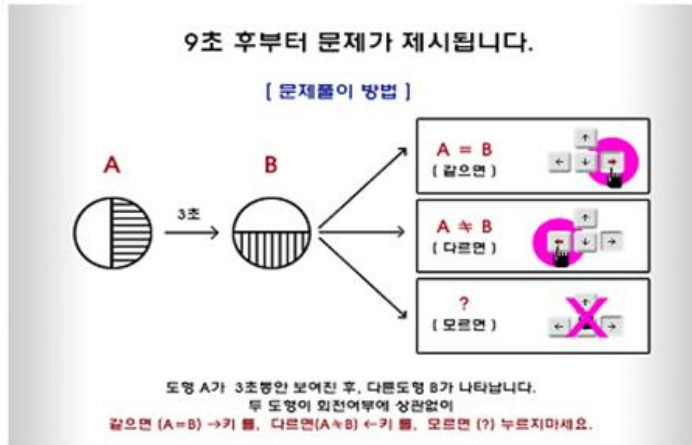 9초 후부터 문제가 제시됩니다.
[ 문제풀이 방법 ]
A
B
3초
A = B
( 같으면 )
↑
← ↓ →
A ≒ B
( 다르면 )
↑
← ↓ →
?
( 모르면 )
↑
← →
X
도형 A가 3초동안 보여진 후, 다른도형 B가 나타납니다.
두 도형이 회전여부에 상관없이
같으면 (A=B) →키 를, 다르면(A≒B) ←키 를, 모르면 (?) 누르지마세요.